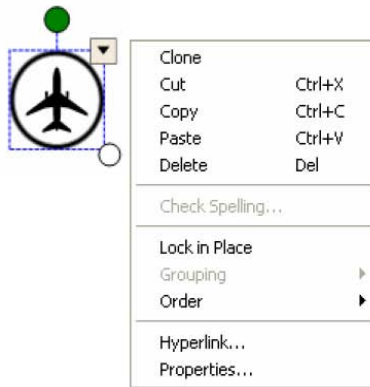 Clone
Cut Ctrl+X
Copy Ctrl+C
Paste Ctrl+V
Delete Del
Check Spelling...
Lock in Place
Grouping
Order
Hyperlink...
Properties...